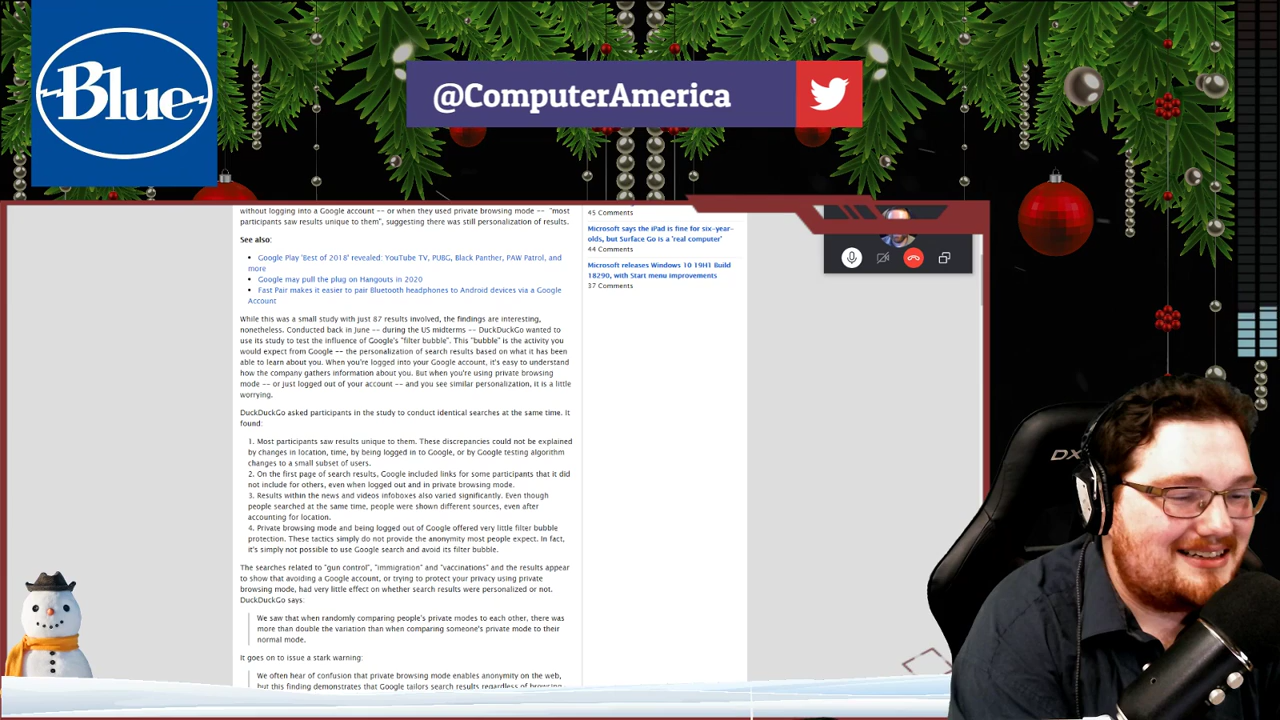 Blue
@ComputerAmerica
without logging into a Google account -- or when they used private browsing mode -- "most
participants saw results unique to them", suggesting there was still personalization of results.
See also:
Google Play 'Best of 2018' revealed: YouTube TV, PUBG, Black Panther, PAW Patrol, and
more
Google may pull the plug on Hangouts in 2020
Fast Pair makes it easier to pair Bluetooth headphones to Android devices via a Google
Account
While this was a small study with just 87 results involved, the findings are interesting,
nonetheless. Conducted back in June -- during the US midterms -- DuckDuckGo wanted to
use its study to test the influence of Google's "filter bubble". This "bubble" is the activity you
would expect from Google -- the personalization of search results based on what it has been
able to learn about you. When you're logged into your Google account, it's easy to understand
how the company gathers information about you. But when you're using private browsing
mode -- or just logged out of your account -- and you see similar personalization, it is a little
worrying.
DuckDuckGo asked participants in the study to conduct identical searches at the same time. It
found:
1. Most participants saw results unique to them. These discrepancies could not be explained
by changes in location, time, by being logged in to Google, or by Google testing algorithm
changes to a small subset of users.
2. On the first page of search results, Google included links for some participants that it did
not include for others, even when logged out and in private browsing mode.
3. Results within the news and videos infoboxes also varied significantly. Even though
people searched at the same time, people were shown different sources, even after
accounting for location.
4. Private browsing mode and being logged out of Google offered very little filter bubble
protection. These tactics simply do not provide the anonymity most people expect. In fact,
it's simply not possible to use Google search and avoid its filter bubble.
The searches related to "gun control", "immigration" and "vaccinations" and the results appear
to show that avoiding a Google account, or trying to protect your privacy using private
browsing mode, had very little effect on whether search results were personalized or not.
DuckDuckGo says:
We saw that when randomly comparing people's private modes to each other, there was
more than double the variation than when comparing someone's private mode to their
normal mode.
It goes on to issue a stark warning:
We often hear of confusion that private browsing mode enables anonymity on the web,
but this finding demonstrates that Google tailors search results regardless of browsing
45 Comments
Microsoft says the iPad is fine for six-year-
olds, but Surface Go is a 'real computer'
44 Comments
Microsoft releases Windows 10 19H1 Build
18290, with Start menu improvements
37 Comments
DX